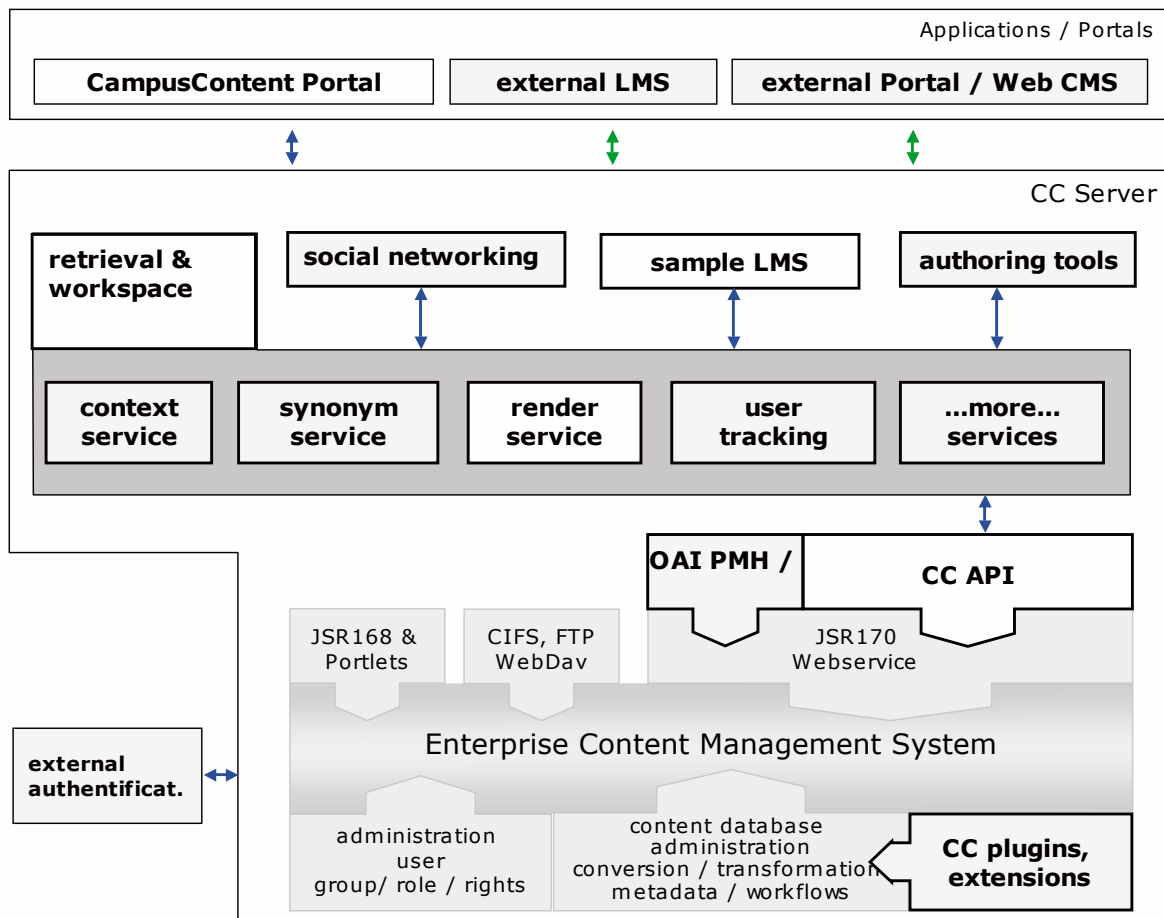 Applications / Portals
CampusContent Portal
external LMS
external Portal / Web CMS
CC Server
retrieval &
workspace
social networking
sample LMS
authoring tools
context
service
synonym
service
render
service
user
tracking
...more...
services
OAI PMH /
CC API
JSR168 &
Portlets
CIFS, FTP
WebDav
JSR170
Webservice
Enterprise Content Management System
external
authentificat.
administration
user
group/ role / rights
content database
administration
conversion / transformation
metadata / workflows
CC plugins,
extensions